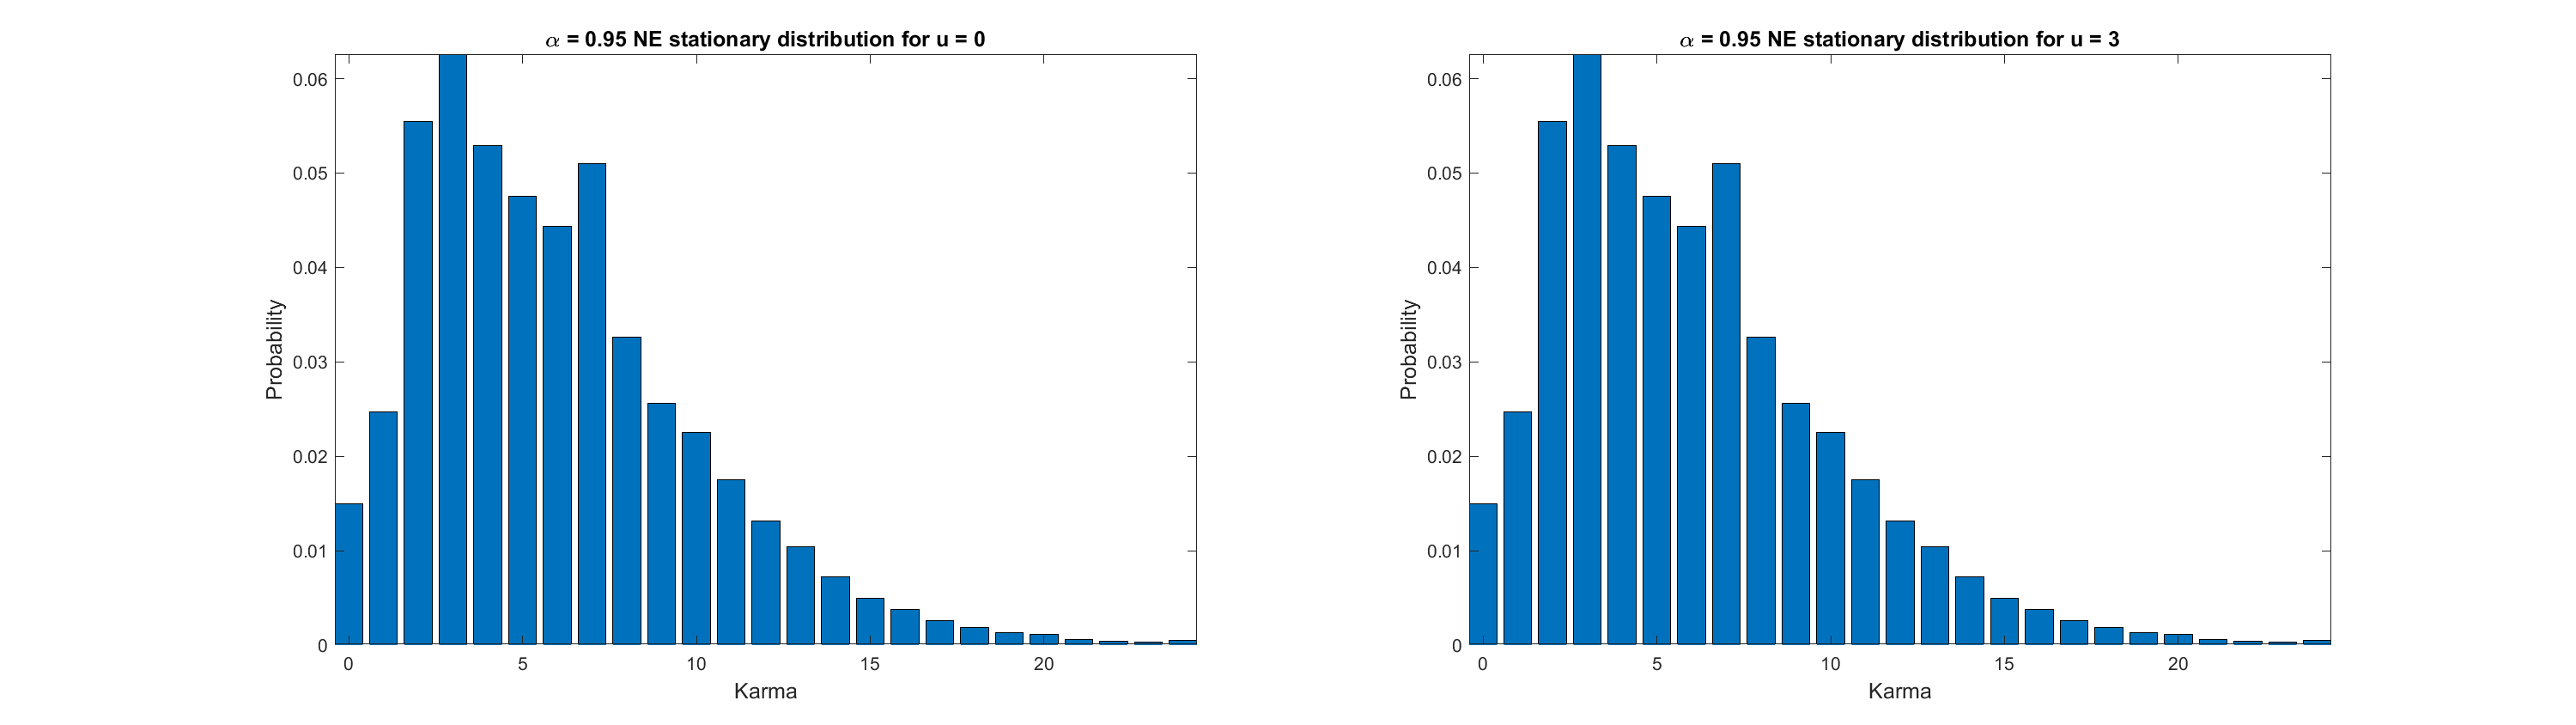 α = 0.95 NE stationary distribution for u = 0
0.06
0.05
0.04
0.03
0.02
0.01
0
Probability
0 5 10 15 20
Karma
α = 0.95 NE stationary distribution for u = 3
0.06
0.05
0.04
0.03
0.02
0.01
0
Probability
0 5 10 15 20
Karma